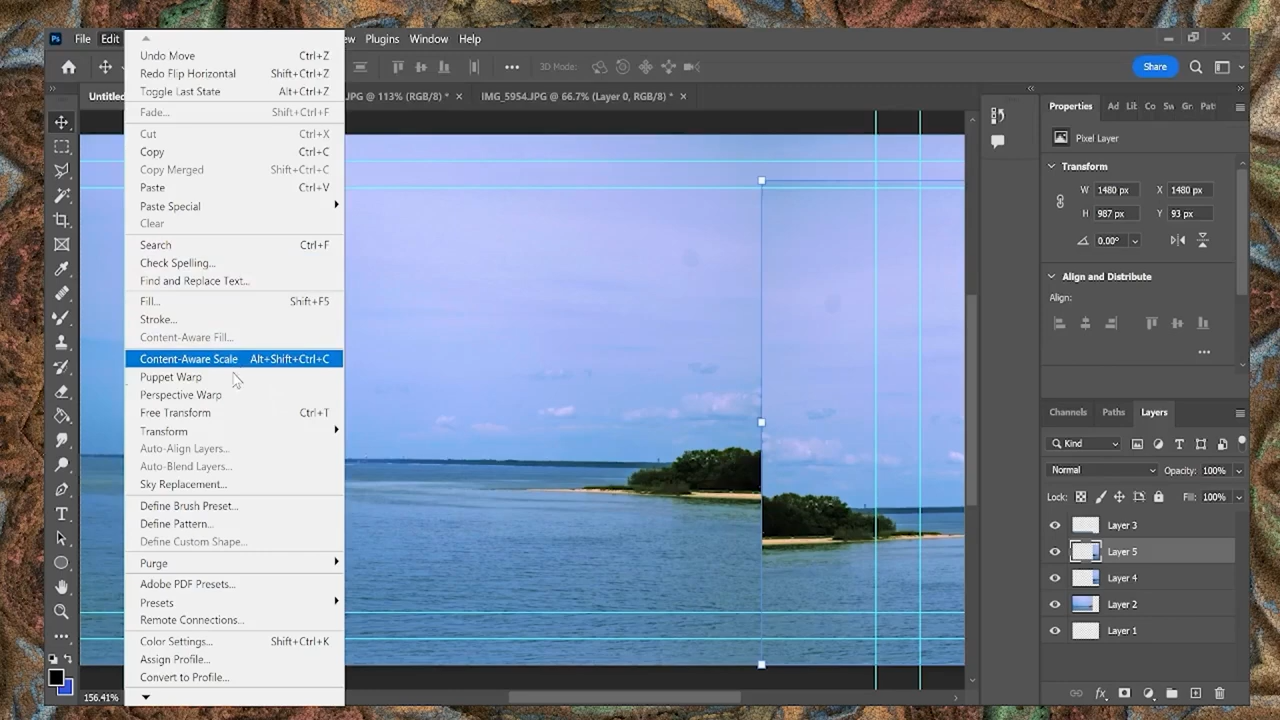 Ps File Edit ew Plugins Window Help
Undo Move Ctrl+Z
Redo Flip Horizontal Shift+Ctrl+Z
Toggle Last State Alt+Ctrl+Z
Fade... Shift+Ctrl+F
Cut Ctrl+X
Copy Ctrl+C
Copy Merged Shift+Ctrl+C
Paste Ctrl+V
Paste Special
Clear
Search Ctrl+F
Check Spelling...
Find and Replace Text...
Fill... Shift+F5
Stroke...
Content-Aware Fill...
Content-Aware Scale Alt+Shift+Ctrl+C
Puppet Warp
Perspective Warp
Free Transform Ctrl+T
Transform
Auto-Align Layers...
Auto-Blend Layers...
Sky Replacement...
Define Brush Preset...
Define Pattern...
Define Custom Shape...
Purge
Adobe PDF Presets...
Presets
Remote Connections...
Color Settings... Shift+Ctrl+K
Assign Profile...
Convert to Profile...
3D Mode:
Share
Untitled
JPG @ 113% (RGB/8) * ×
IMG_5954.JPG @ 66.7% (Layer 0, RGB/8) * ×
156.41%
Properties Ad Lit Co Sw Gr Pat
Pixel Layer
Transform
W 1480 px X 1480 px
H 987 px Y 93 px
0.00°
Align and Distribute
Align:
Channels Paths Layers
Kind
Normal Opacity: 100%
Lock: Fill: 100%
Layer 3
Layer 5
Layer 4
Layer 2
Layer 1
fx